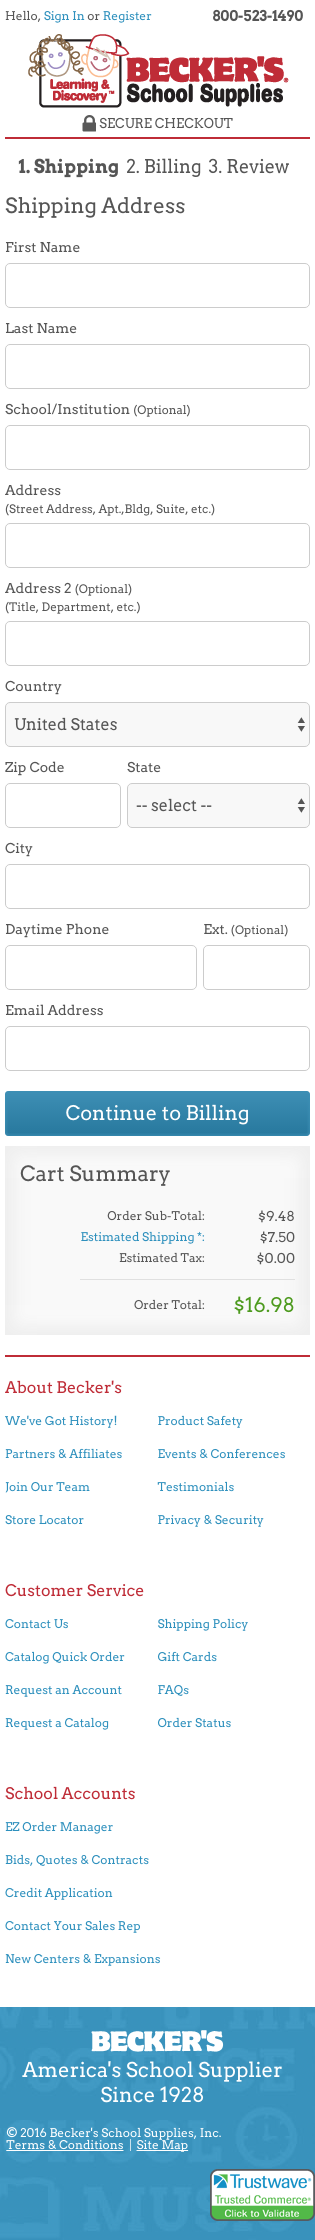 Hello, Sign In or Register
800-523-1490
Learning &
Discovery™
BECKER'S®
School Supplies
SECURE CHECKOUT
1. Shipping 2. Billing 3. Review
Shipping Address
First Name
Last Name
School/Institution (Optional)
Address
(Street Address, Apt.,Bldg, Suite, etc.)
Address 2 (Optional)
(Title, Department, etc.)
Country
United States
Zip Code State
-- select --
City
Daytime Phone Ext. (Optional)
Email Address
Continue to Billing
Cart Summary
Order Sub-Total: $9.48
Estimated Shipping *: $7.50
Estimated Tax: $0.00
Order Total: $16.98
About Becker's
We've Got History! Product Safety
Partners & Affiliates Events & Conferences
Join Our Team Testimonials
Store Locator Privacy & Security
Customer Service
Contact Us Shipping Policy
Catalog Quick Order Gift Cards
Request an Account FAQs
Request a Catalog Order Status
School Accounts
EZ Order Manager
Bids, Quotes & Contracts
Credit Application
Contact Your Sales Rep
New Centers & Expansions
BECKER'S
America's School Supplier
Since 1928
© 2016 Becker's School Supplies, Inc.
Terms & Conditions | Site Map
Trustwave®
Trusted Commerce®
Click to Validate